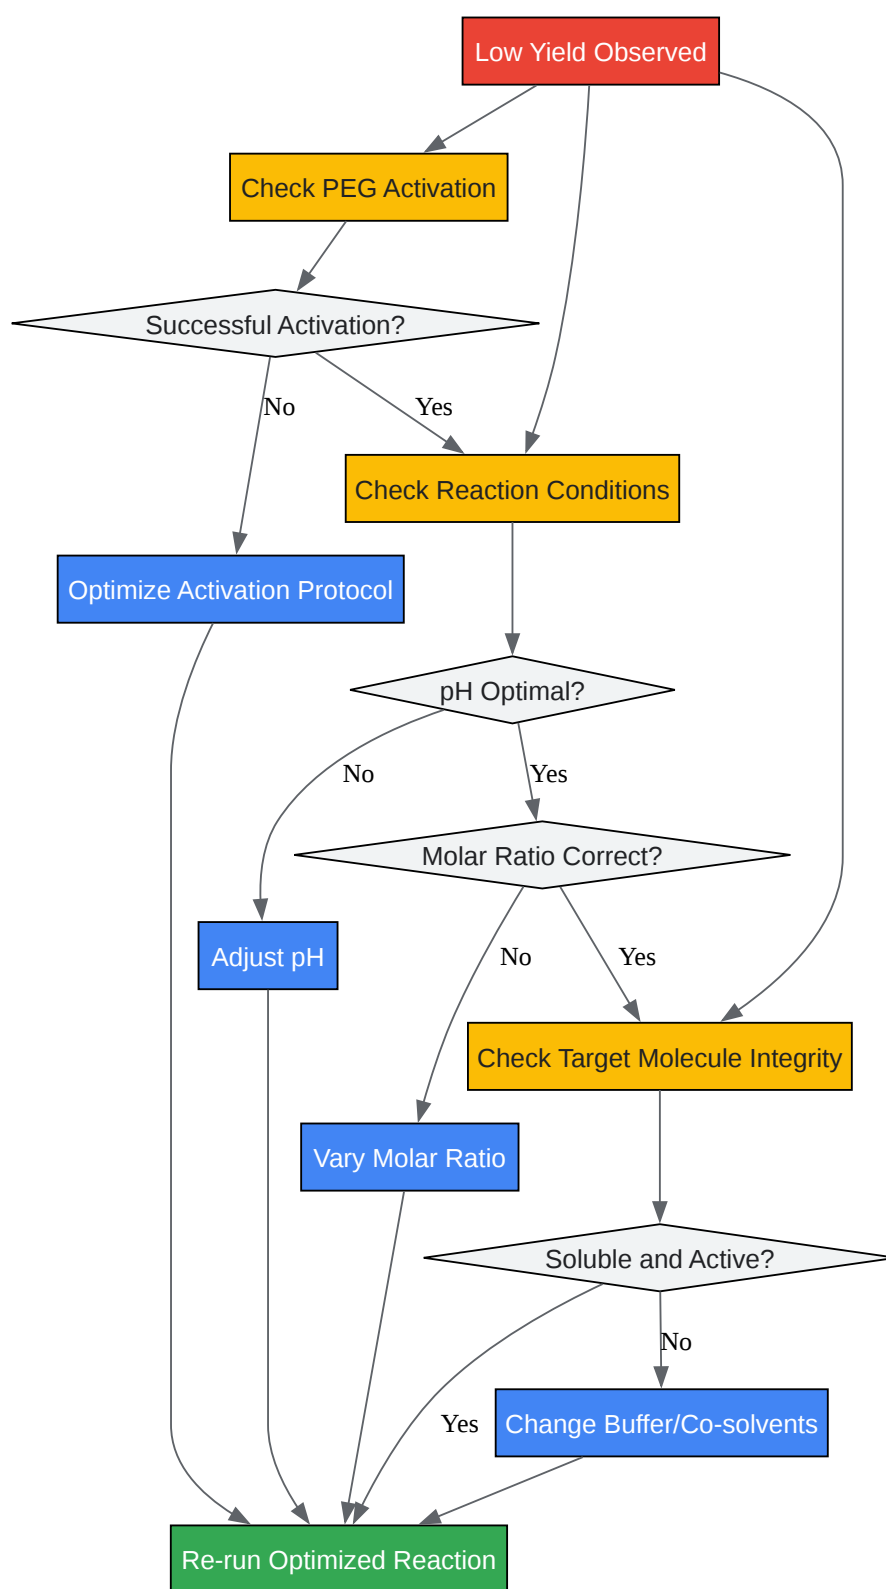 Low Yield Observed
Check PEG Activation
Successful Activation?
No
Yes
Check Reaction Conditions
Optimize Activation Protocol
pH Optimal?
No
Yes
Molar Ratio Correct?
Adjust pH
No
Yes
Check Target Molecule Integrity
Vary Molar Ratio
Soluble and Active?
No
Yes
Change Buffer/Co-solvents
Re-run Optimized Reaction